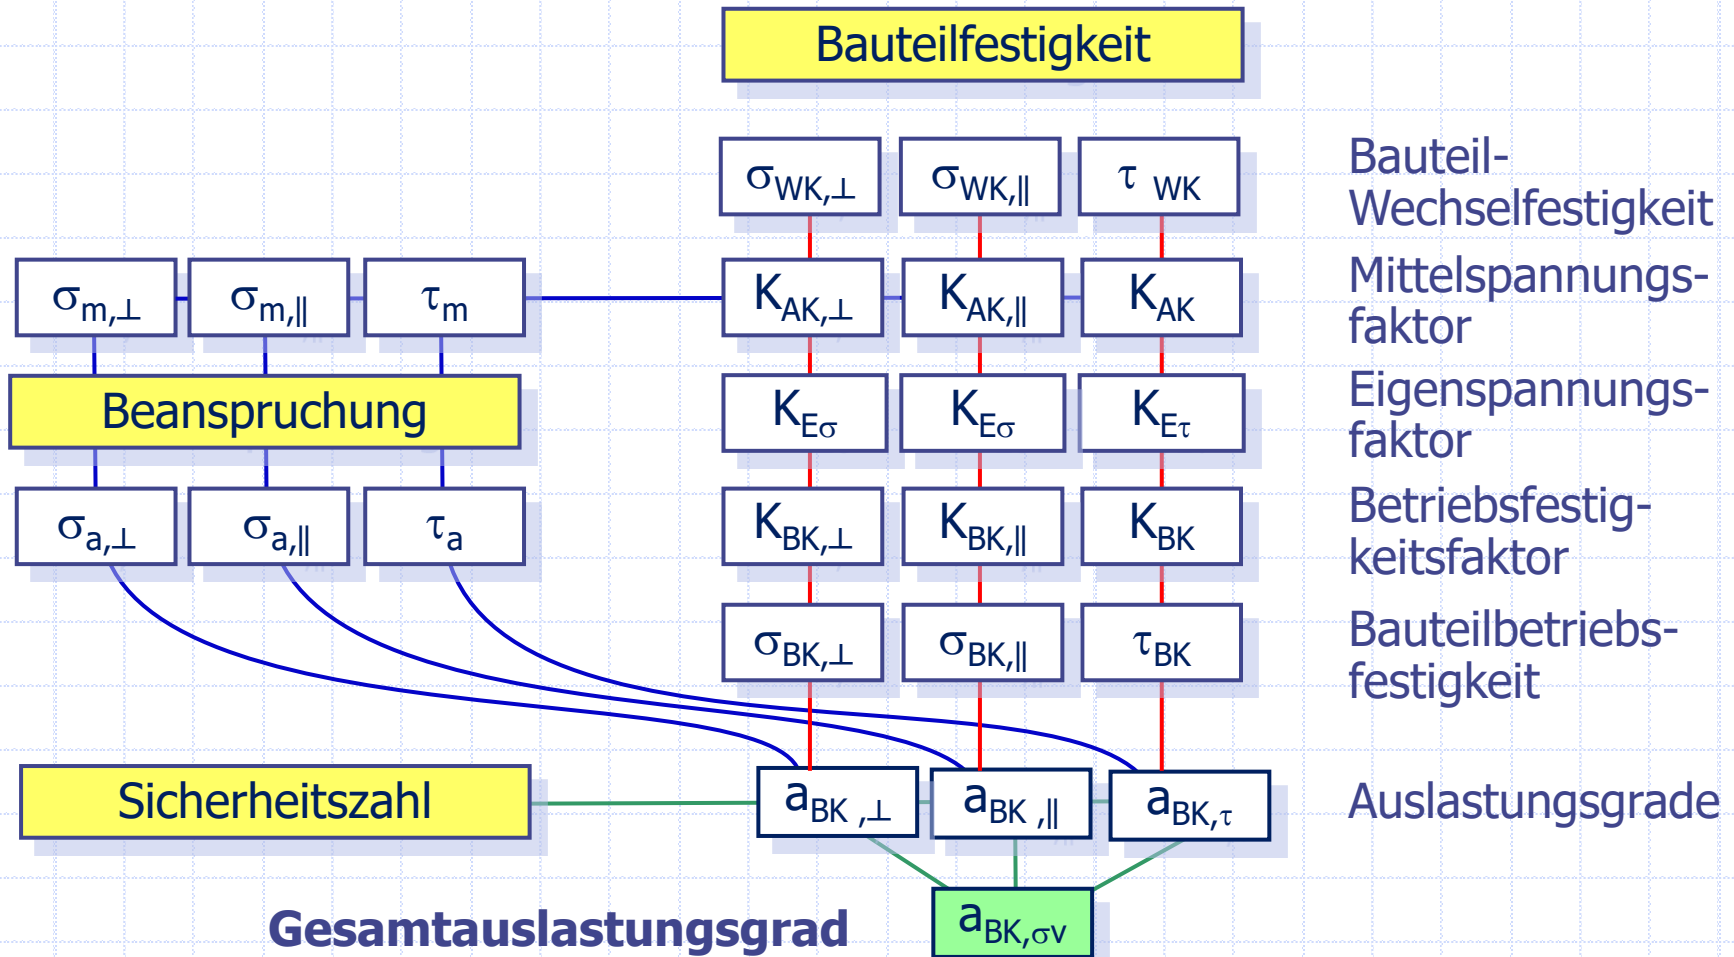 Bauteilfestigkeit
σWK,⊥ σWK,∥ τ WK
Bauteil-
Wechselfestigkeit
σm,⊥ σm,∥ τm KAK,⊥ KAK,∥ KAK
Mittelspannungs-
faktor
Beanspruchung KEσ KEσ KEτ
Eigenspannungs-
faktor
σa,⊥ σa,∥ τa KBK,⊥ KBK,∥ KBK
Betriebsfestig-
keitsfaktor
σBK,⊥ σBK,∥ τBK
Bauteilbetriebs-
festigkeit
Sicherheitszahl aBK ,⊥ aBK ,∥ aBK,τ Auslastungsgrade
Gesamtauslastungsgrad aBK,σv